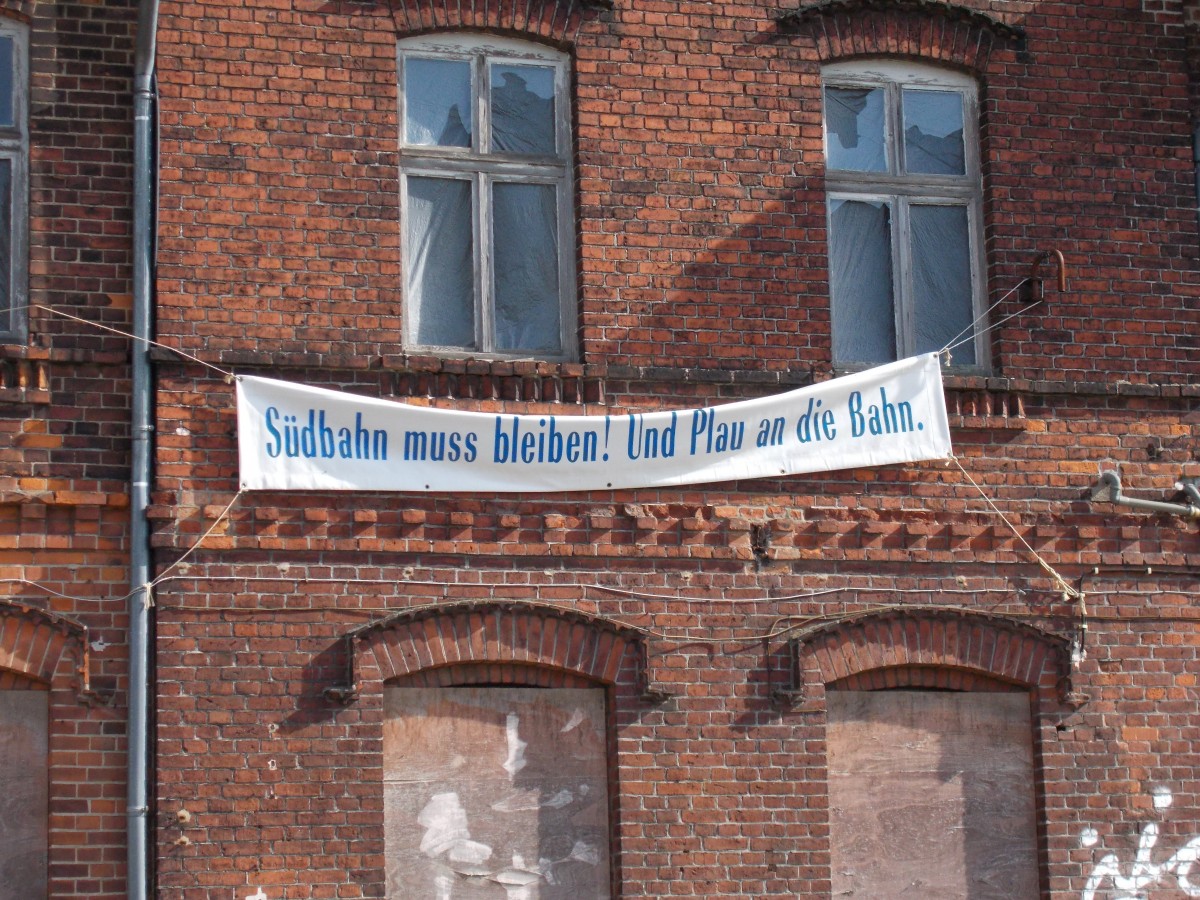 Südbahn muss bleiben! Und Plau an die Bahn.